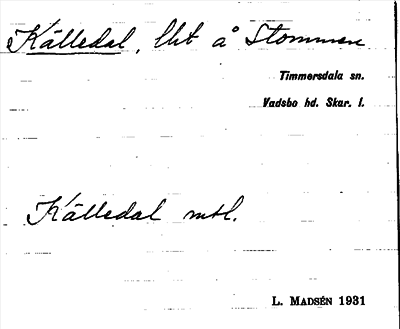 Källedal, lht å Stommen
Timmersdala sn.
Vadsbo hd. Skar. l.
Källedal mtl.
L. MADSÉN 1931